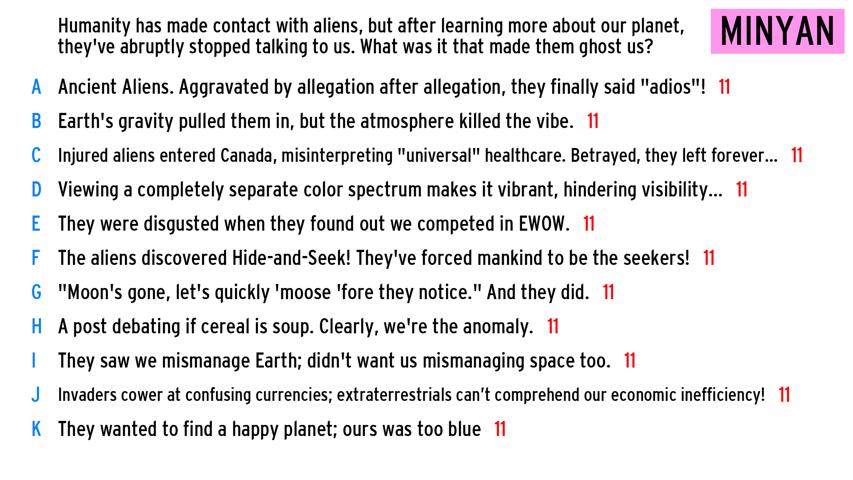 Humanity has made contact with aliens, but after learning more about our planet,
they've abruptly stopped talking to us. What was it that made them ghost us?
MINYAN
A Ancient Aliens. Aggravated by allegation after allegation, they finally said "adios"! 11
B Earth's gravity pulled them in, but the atmosphere killed the vibe. 11
C Injured aliens entered Canada, misinterpreting "universal" healthcare. Betrayed, they left forever... 11
D Viewing a completely separate color spectrum makes it vibrant, hindering visibility... 11
E They were disgusted when they found out we competed in EWOW. 11
F The aliens discovered Hide-and-Seek! They've forced mankind to be the seekers! 11
G "Moon's gone, let's quickly 'moose 'fore they notice." And they did. 11
H A post debating if cereal is soup. Clearly, we're the anomaly. 11
I They saw we mismanage Earth; didn't want us mismanaging space too. 11
J Invaders cower at confusing currencies; extraterrestrials can't comprehend our economic inefficiency! 11
K They wanted to find a happy planet; ours was too blue 11